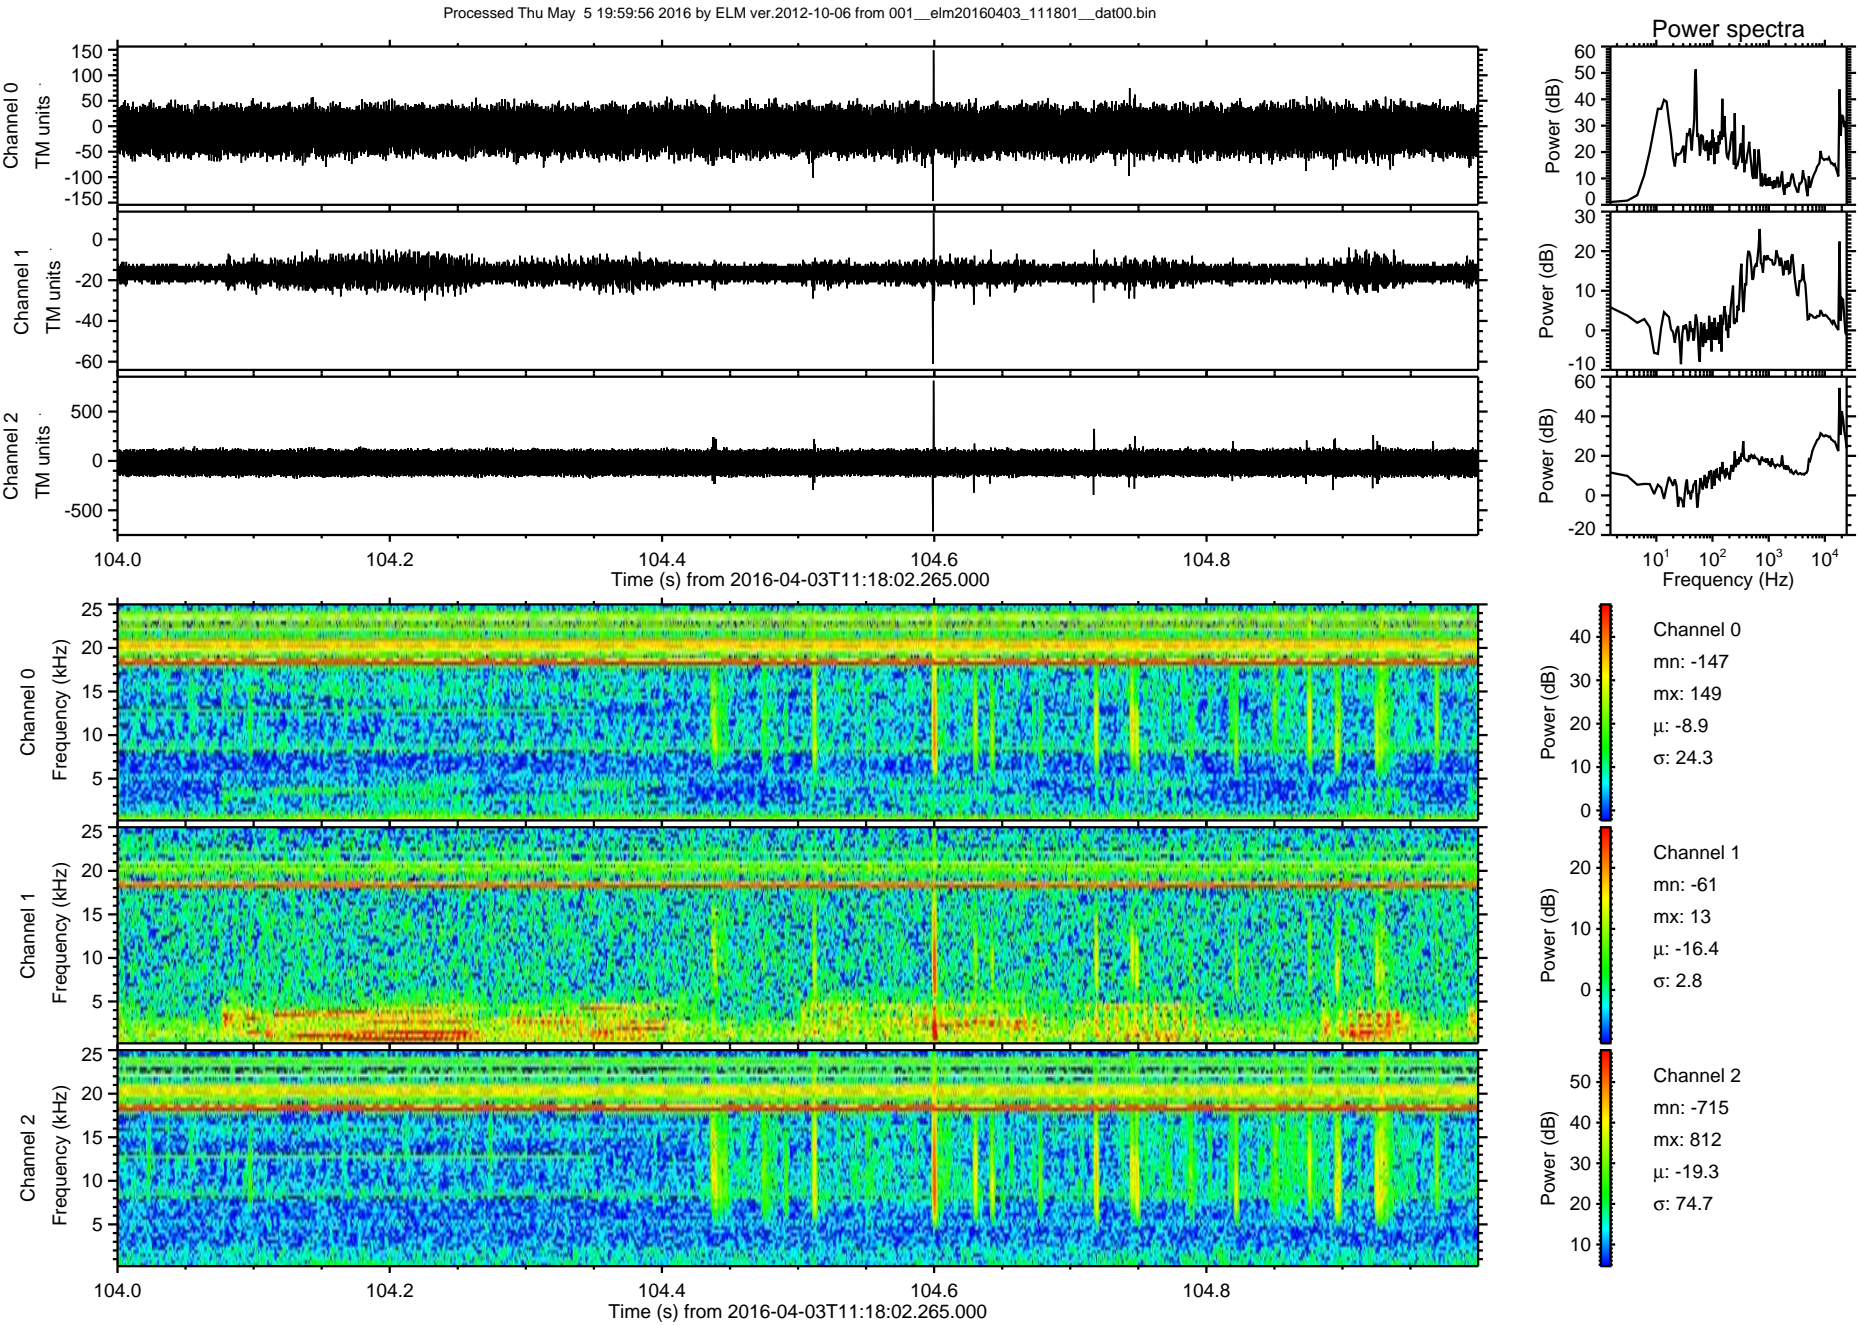 Processed Thu May  5 19:59:56 2016 by ELM ver.2012-10-06 from 001__elm20160403_111801__dat00.bin
Power spectra
Channel 0
TM units
150
100
50
0
-50
-100
-150
Power (dB)
60
50
40
30
20
10
0
Channel 1
TM units
0
-20
-40
-60
Power (dB)
30
20
10
0
-10
Channel 2
TM units
500
0
-500
Power (dB)
60
40
20
0
-20
104.0 104.2 104.4 104.6 104.8
Time (s) from 2016-04-03T11:18:02.265.000
10^1 10^2 10^3 10^4
Frequency (Hz)
Channel 0
Frequency (kHz)
25
20
15
10
5
Power (dB)
40
30
20
10
0
Channel 0
mn: -147
mx: 149
μ: -8.9
σ: 24.3
Channel 1
Frequency (kHz)
25
20
15
10
5
Power (dB)
20
10
0
Channel 1
mn: -61
mx: 13
μ: -16.4
σ: 2.8
Channel 2
Frequency (kHz)
25
20
15
10
5
Power (dB)
50
40
30
20
10
Channel 2
mn: -715
mx: 812
μ: -19.3
σ: 74.7
104.0 104.2 104.4 104.6 104.8
Time (s) from 2016-04-03T11:18:02.265.000